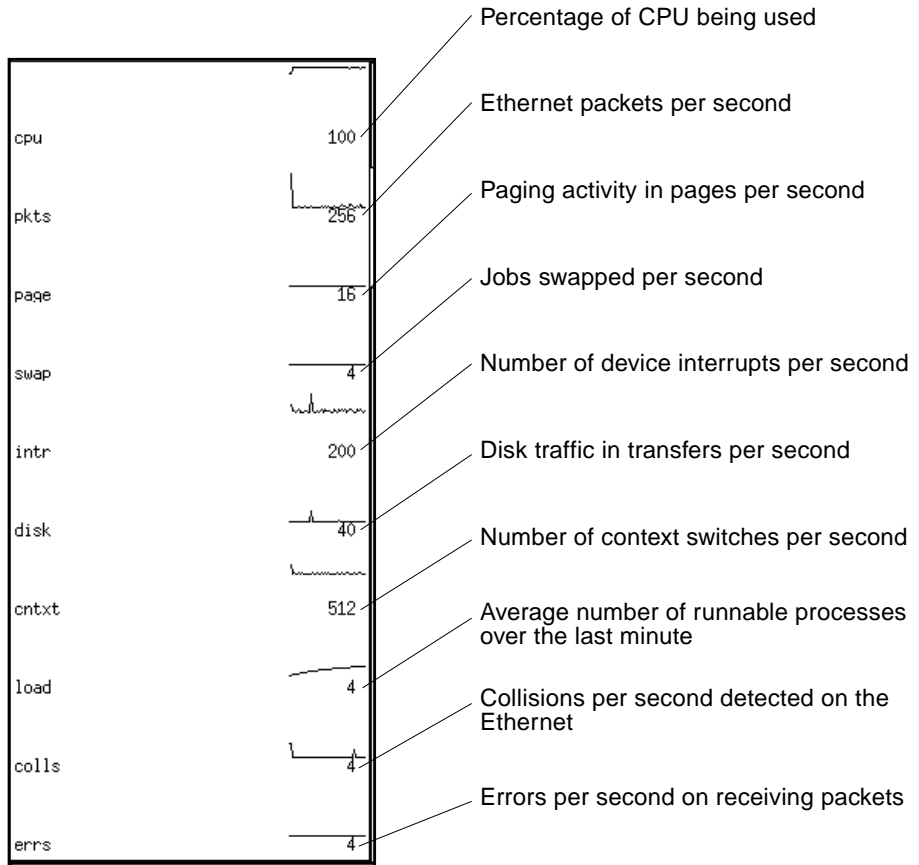 Percentage of CPU being used
cpu 100
Ethernet packets per second
pkts 256
Paging activity in pages per second
page 16
Jobs swapped per second
swap 4
Number of device interrupts per second
intr 200
Disk traffic in transfers per second
disk 40
Number of context switches per second
cntxt 512
Average number of runnable processes
over the last minute
load 4
Collisions per second detected on the
Ethernet
colls 4
Errors per second on receiving packets
errs 4